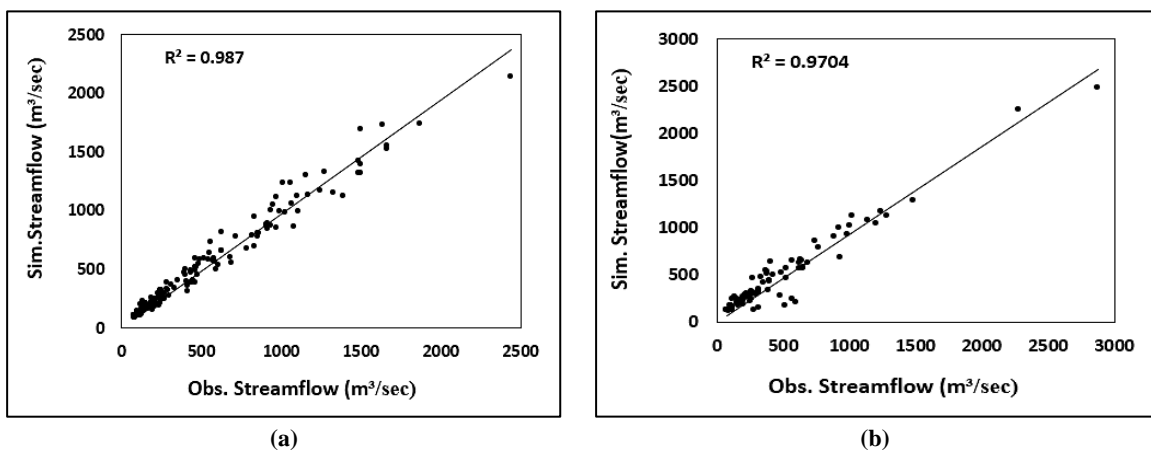 R² = 0.987
Sim.Streamflow (m³/sec)
2500
2000
1500
1000
500
0
0 500 1000 1500 2000 2500
Obs. Streamflow (m³/sec)
(a)
R² = 0.9704
Sim. Streamflow(m³/sec)
3000
2500
2000
1500
1000
500
0
0 500 1000 1500 2000 2500 3000
Obs. Streamflow (m³/sec)
(b)